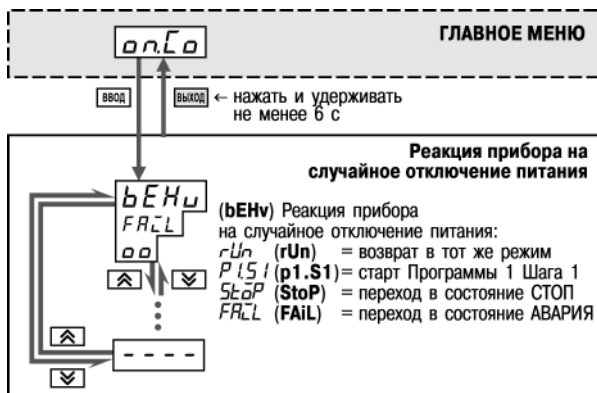 ГЛАВНОЕ МЕНЮ
on.Co
ВВОД ВЫХОД ← нажать и удерживать
не менее 6 с
Реакция прибора на
случайное отключение питания
bEHv
FAiL
oo
(bEHv) Реакция прибора
на случайное отключение питания:
rUn (rUn) = возврат в тот же режим
P1.S1 (p1.S1) = старт Программы 1 Шага 1
StoP (StoP) = переход в состояние СТОП
FAiL (FAiL) = переход в состояние АВАРИЯ
- - - -